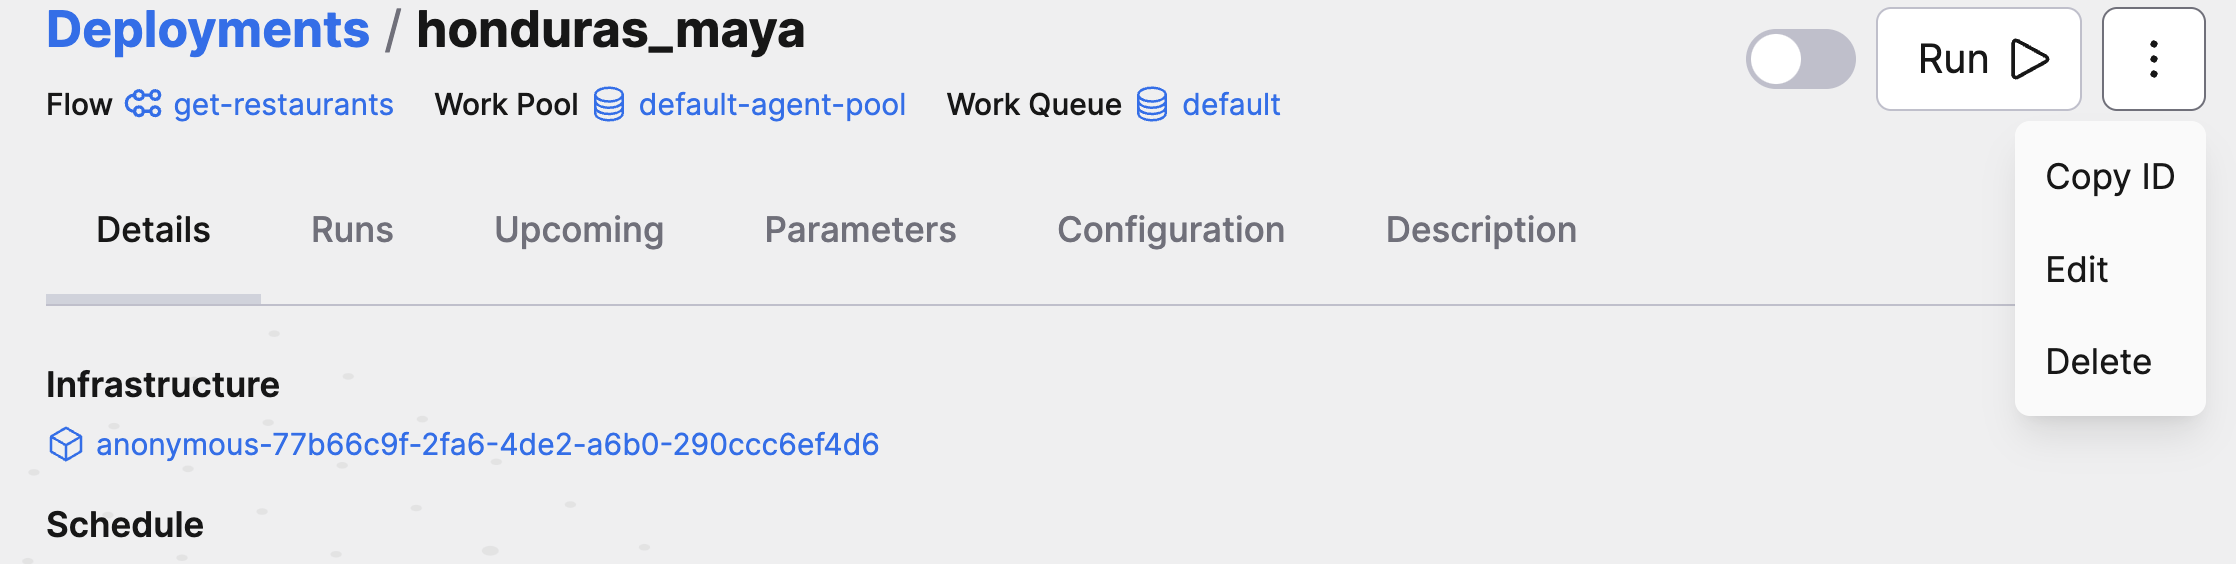 Deployments / honduras_maya
Run
Flow get-restaurants Work Pool default-agent-pool Work Queue default
Copy ID
Edit
Delete
Details Runs Upcoming Parameters Configuration Description
Infrastructure
anonymous-77b66c9f-2fa6-4de2-a6b0-290ccc6ef4d6
Schedule